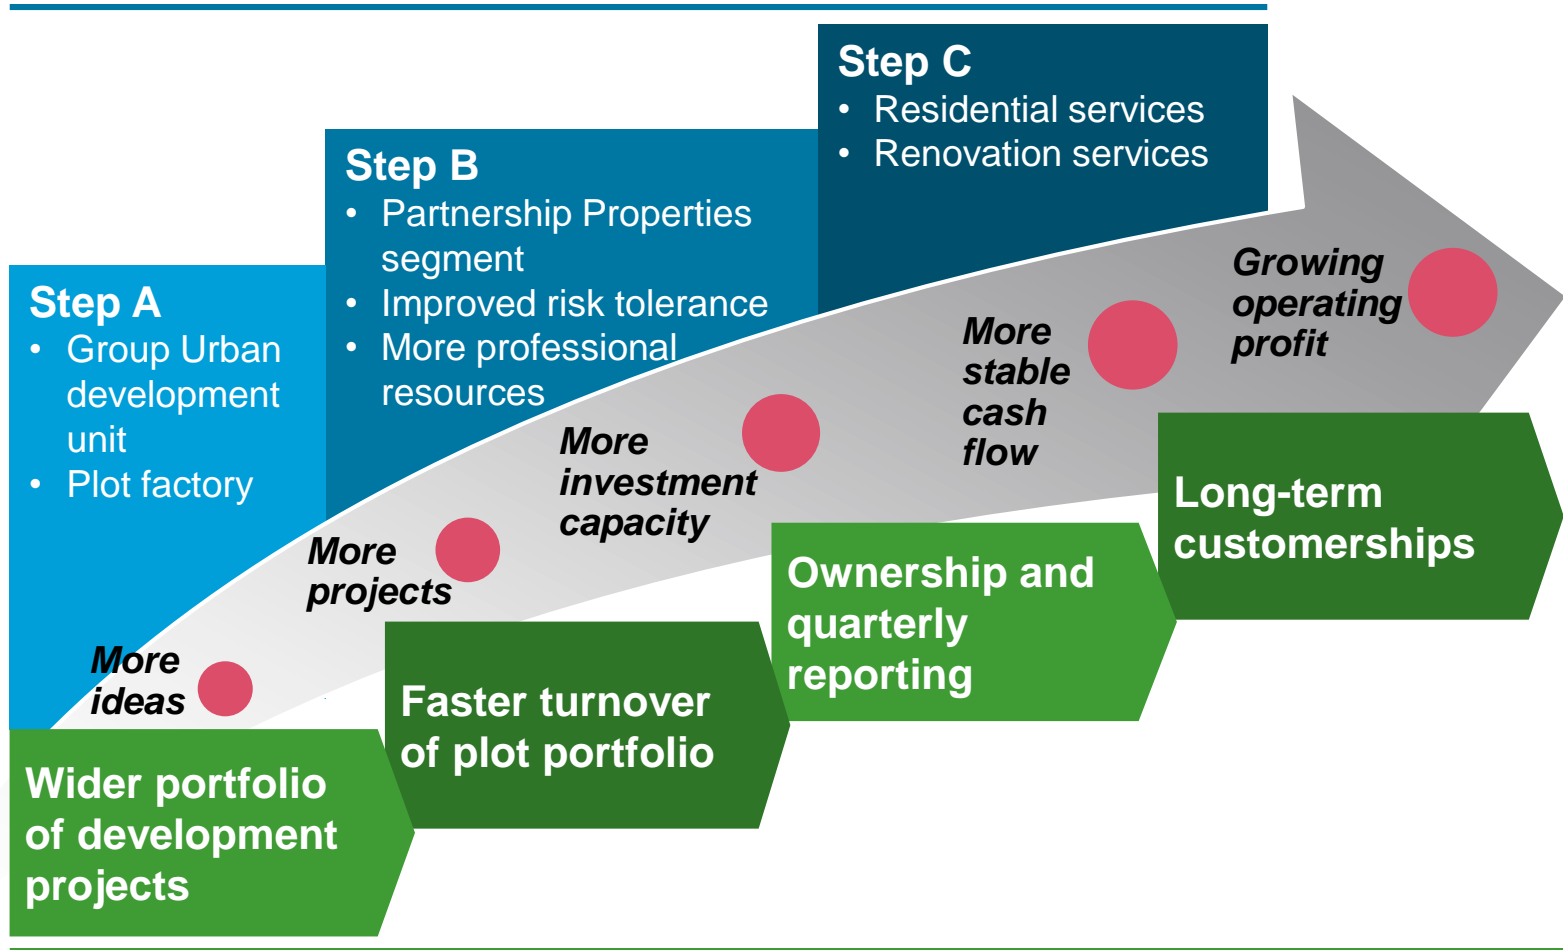 Step A
• Group Urban
development
unit
• Plot factory
Step B
• Partnership Properties
segment
• Improved risk tolerance
• More professional
resources
Step C
• Residential services
• Renovation services
More
ideas
More
projects
More
investment
capacity
More
stable
cash
flow
Growing
operating
profit
Wider portfolio
of development
projects
Faster turnover
of plot portfolio
Ownership and
quarterly
reporting
Long-term
customerships